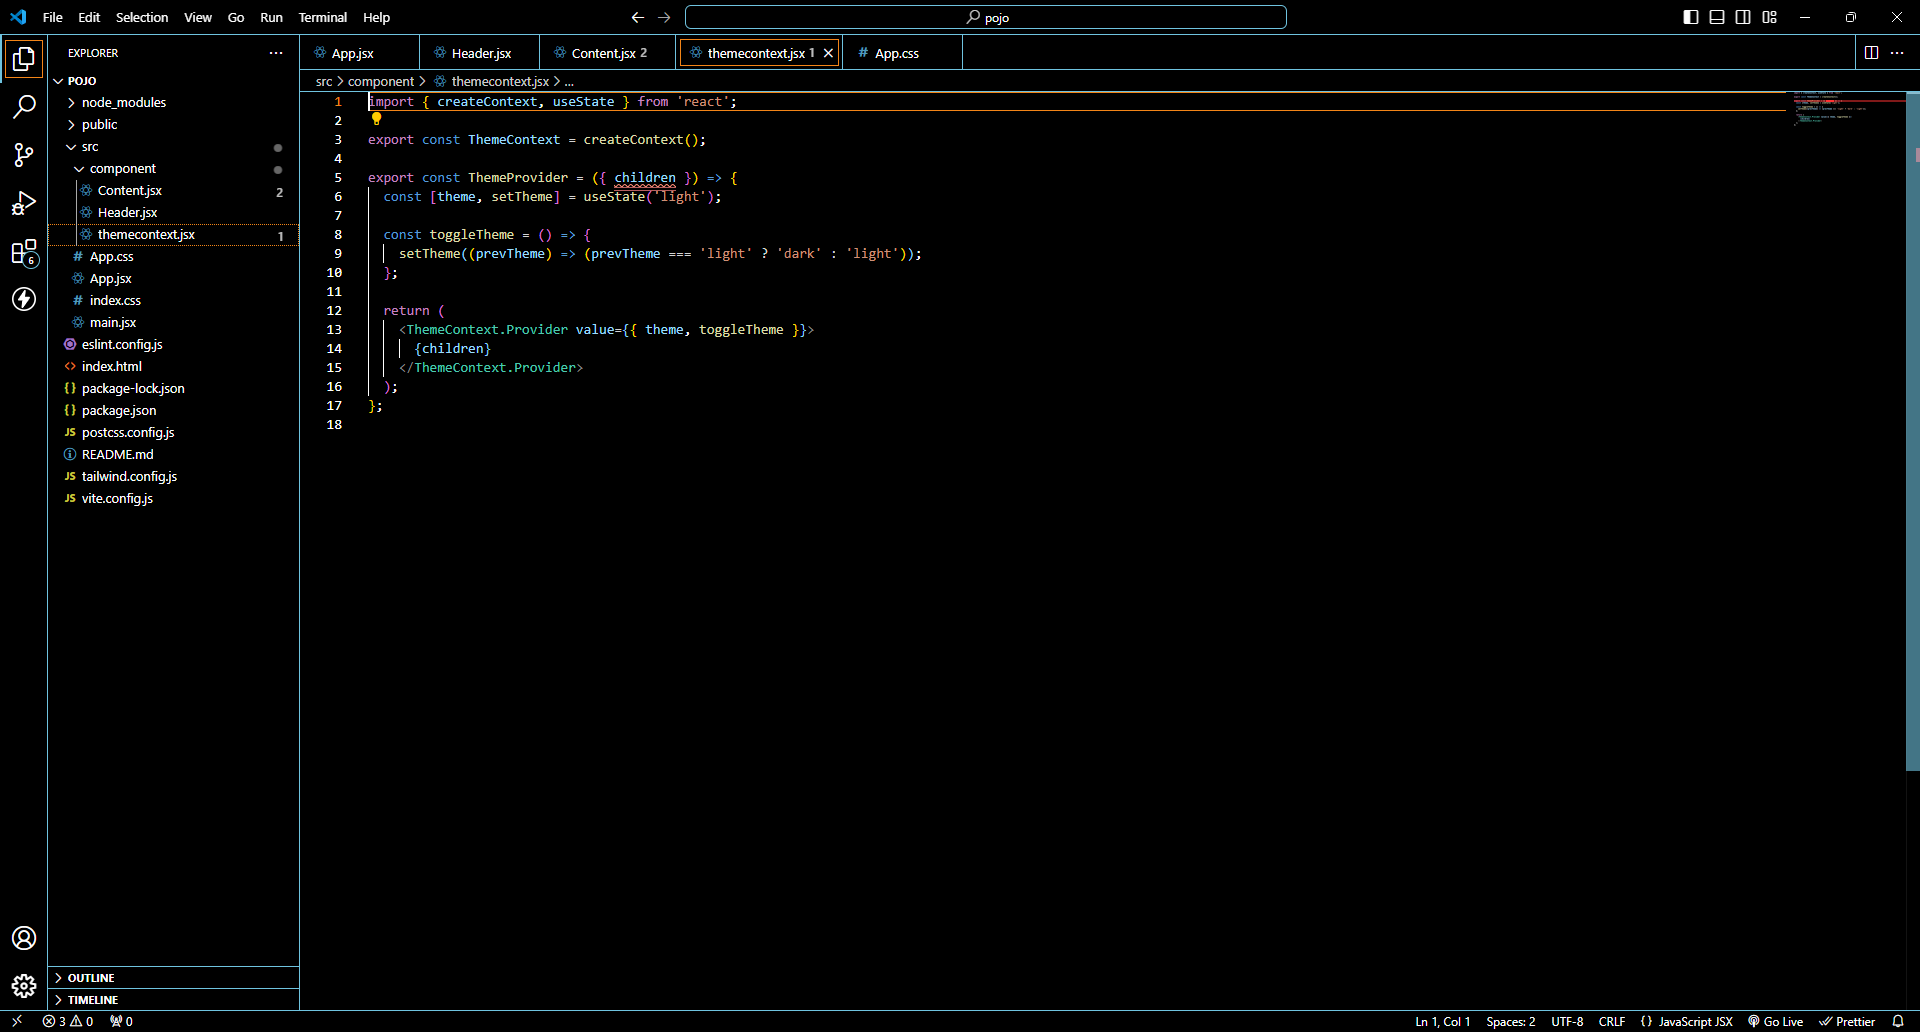 File Edit Selection View Go Run Terminal Help
pojo
EXPLORER
App.jsx
Header.jsx
Content.jsx 2
themecontext.jsx 1
# App.css
src > component > themecontext.jsx > ...
POJO
node_modules
public
src
component
Content.jsx 2
Header.jsx
themecontext.jsx 1
# App.css
App.jsx
# index.css
main.jsx
eslint.config.js
<> index.html
{} package-lock.json
{} package.json
JS postcss.config.js
README.md
JS tailwind.config.js
JS vite.config.js
6
OUTLINE
TIMELINE
1 import { createContext, useState } from 'react';
2
3 export const ThemeContext = createContext();
4
5 export const ThemeProvider = ({ children }) => {
6 const [theme, setTheme] = useState('light');
7
8 const toggleTheme = () => {
9 setTheme((prevTheme) => (prevTheme === 'light' ? 'dark' : 'light'));
10 };
11
12 return (
13 <ThemeContext.Provider value={{ theme, toggleTheme }}>
14 {children}
15 </ThemeContext.Provider>
16 );
17 };
18
3 0 0
Ln 1, Col 1 Spaces: 2 UTF-8 CRLF {} JavaScript JSX Go Live Prettier